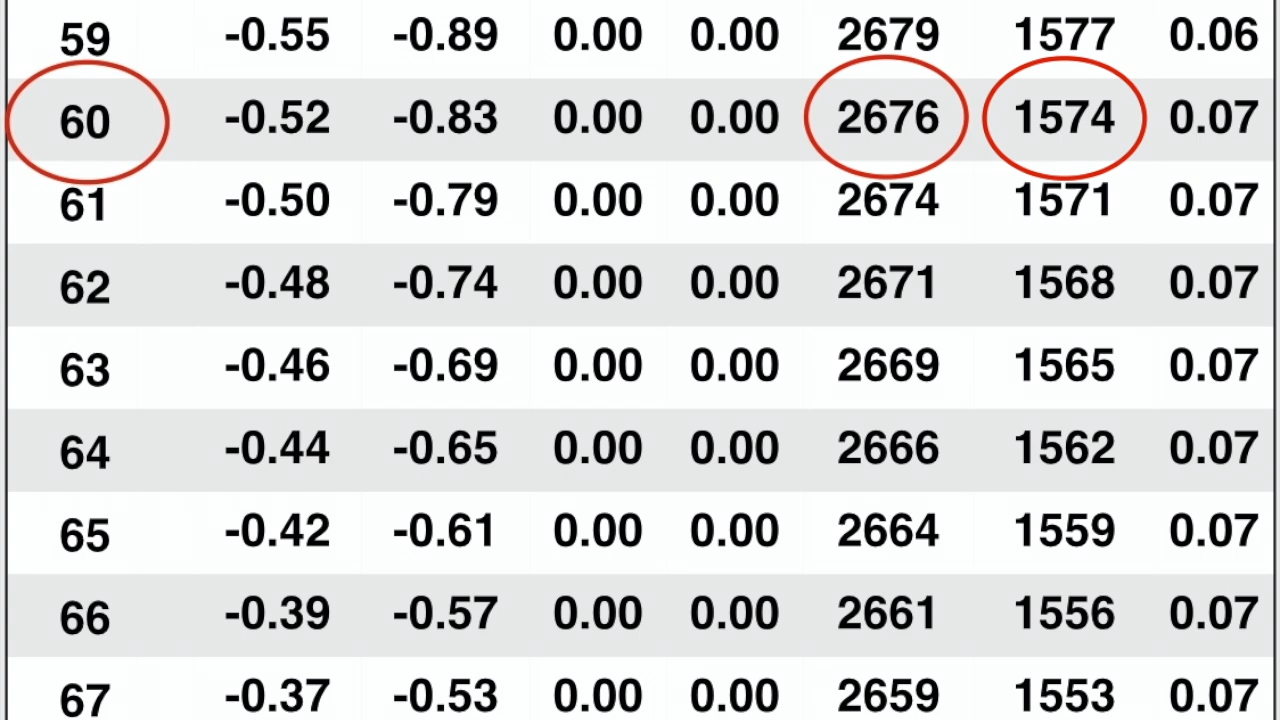 59 -0.55 -0.89 0.00 0.00 2679 1577 0.06
60 -0.52 -0.83 0.00 0.00 2676 1574 0.07
61 -0.50 -0.79 0.00 0.00 2674 1571 0.07
62 -0.48 -0.74 0.00 0.00 2671 1568 0.07
63 -0.46 -0.69 0.00 0.00 2669 1565 0.07
64 -0.44 -0.65 0.00 0.00 2666 1562 0.07
65 -0.42 -0.61 0.00 0.00 2664 1559 0.07
66 -0.39 -0.57 0.00 0.00 2661 1556 0.07
67 -0.37 -0.53 0.00 0.00 2659 1553 0.07